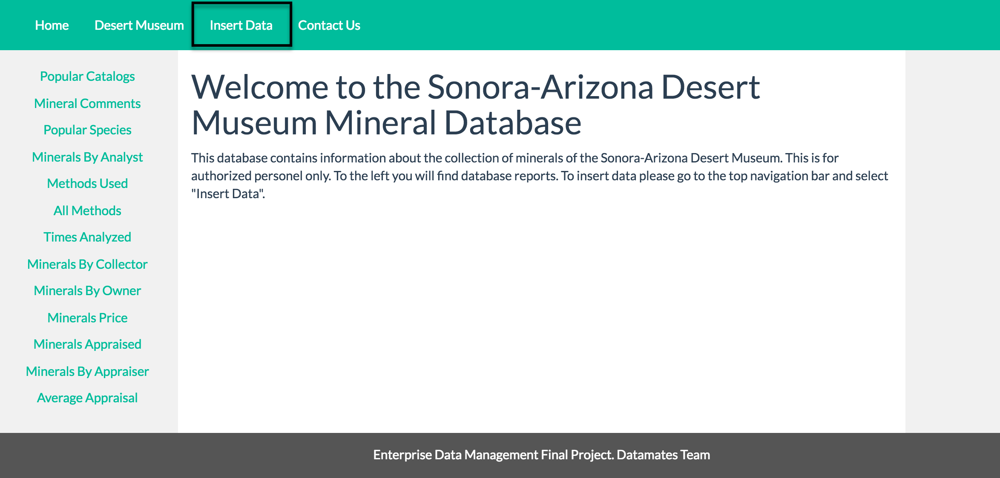 Home Desert Museum Insert Data Contact Us
Popular Catalogs
Mineral Comments
Popular Species
Minerals By Analyst
Methods Used
All Methods
Times Analyzed
Minerals By Collector
Minerals By Owner
Minerals Price
Minerals Appraised
Minerals By Appraiser
Average Appraisal
Welcome to the Sonora-Arizona Desert
Museum Mineral Database
This database contains information about the collection of minerals of the Sonora-Arizona Desert Museum. This is for
authorized personel only. To the left you will find database reports. To insert data please go to the top navigation bar and select
"Insert Data".
Enterprise Data Management Final Project. Datamates Team